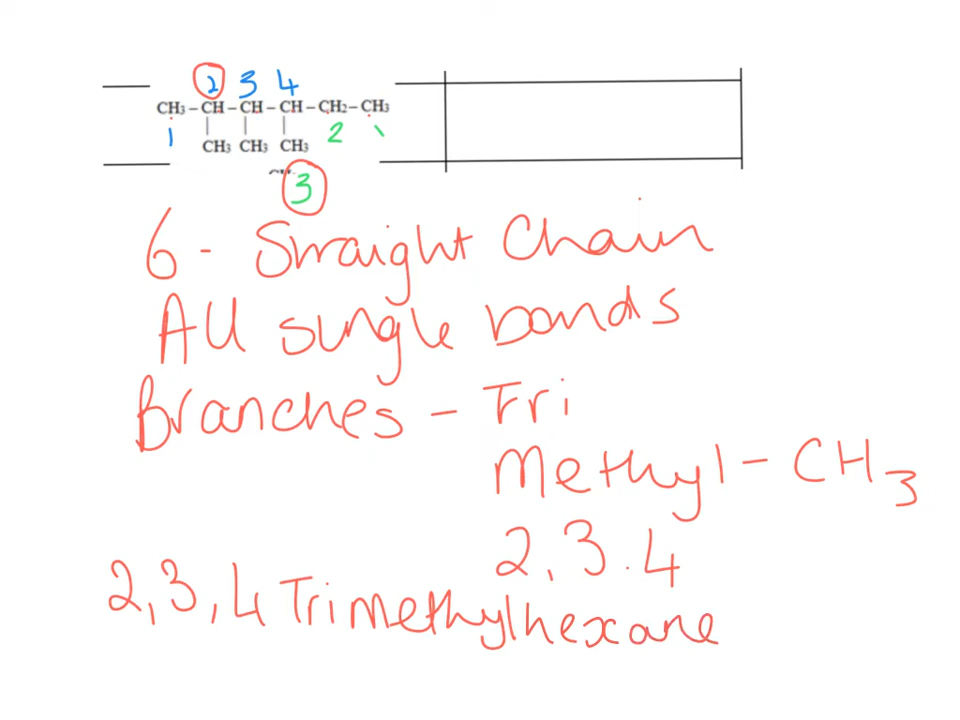 2 3 4
CH₃ – CH – CH – CH – CH₂ – CH₃
1 CH₃ CH₃ CH₃ 2 1
3
6 - Straight Chain
All single bonds
Branches - Tri
Methyl - CH₃
2, 3. 4
2, 3, 4 Trimethylhexane